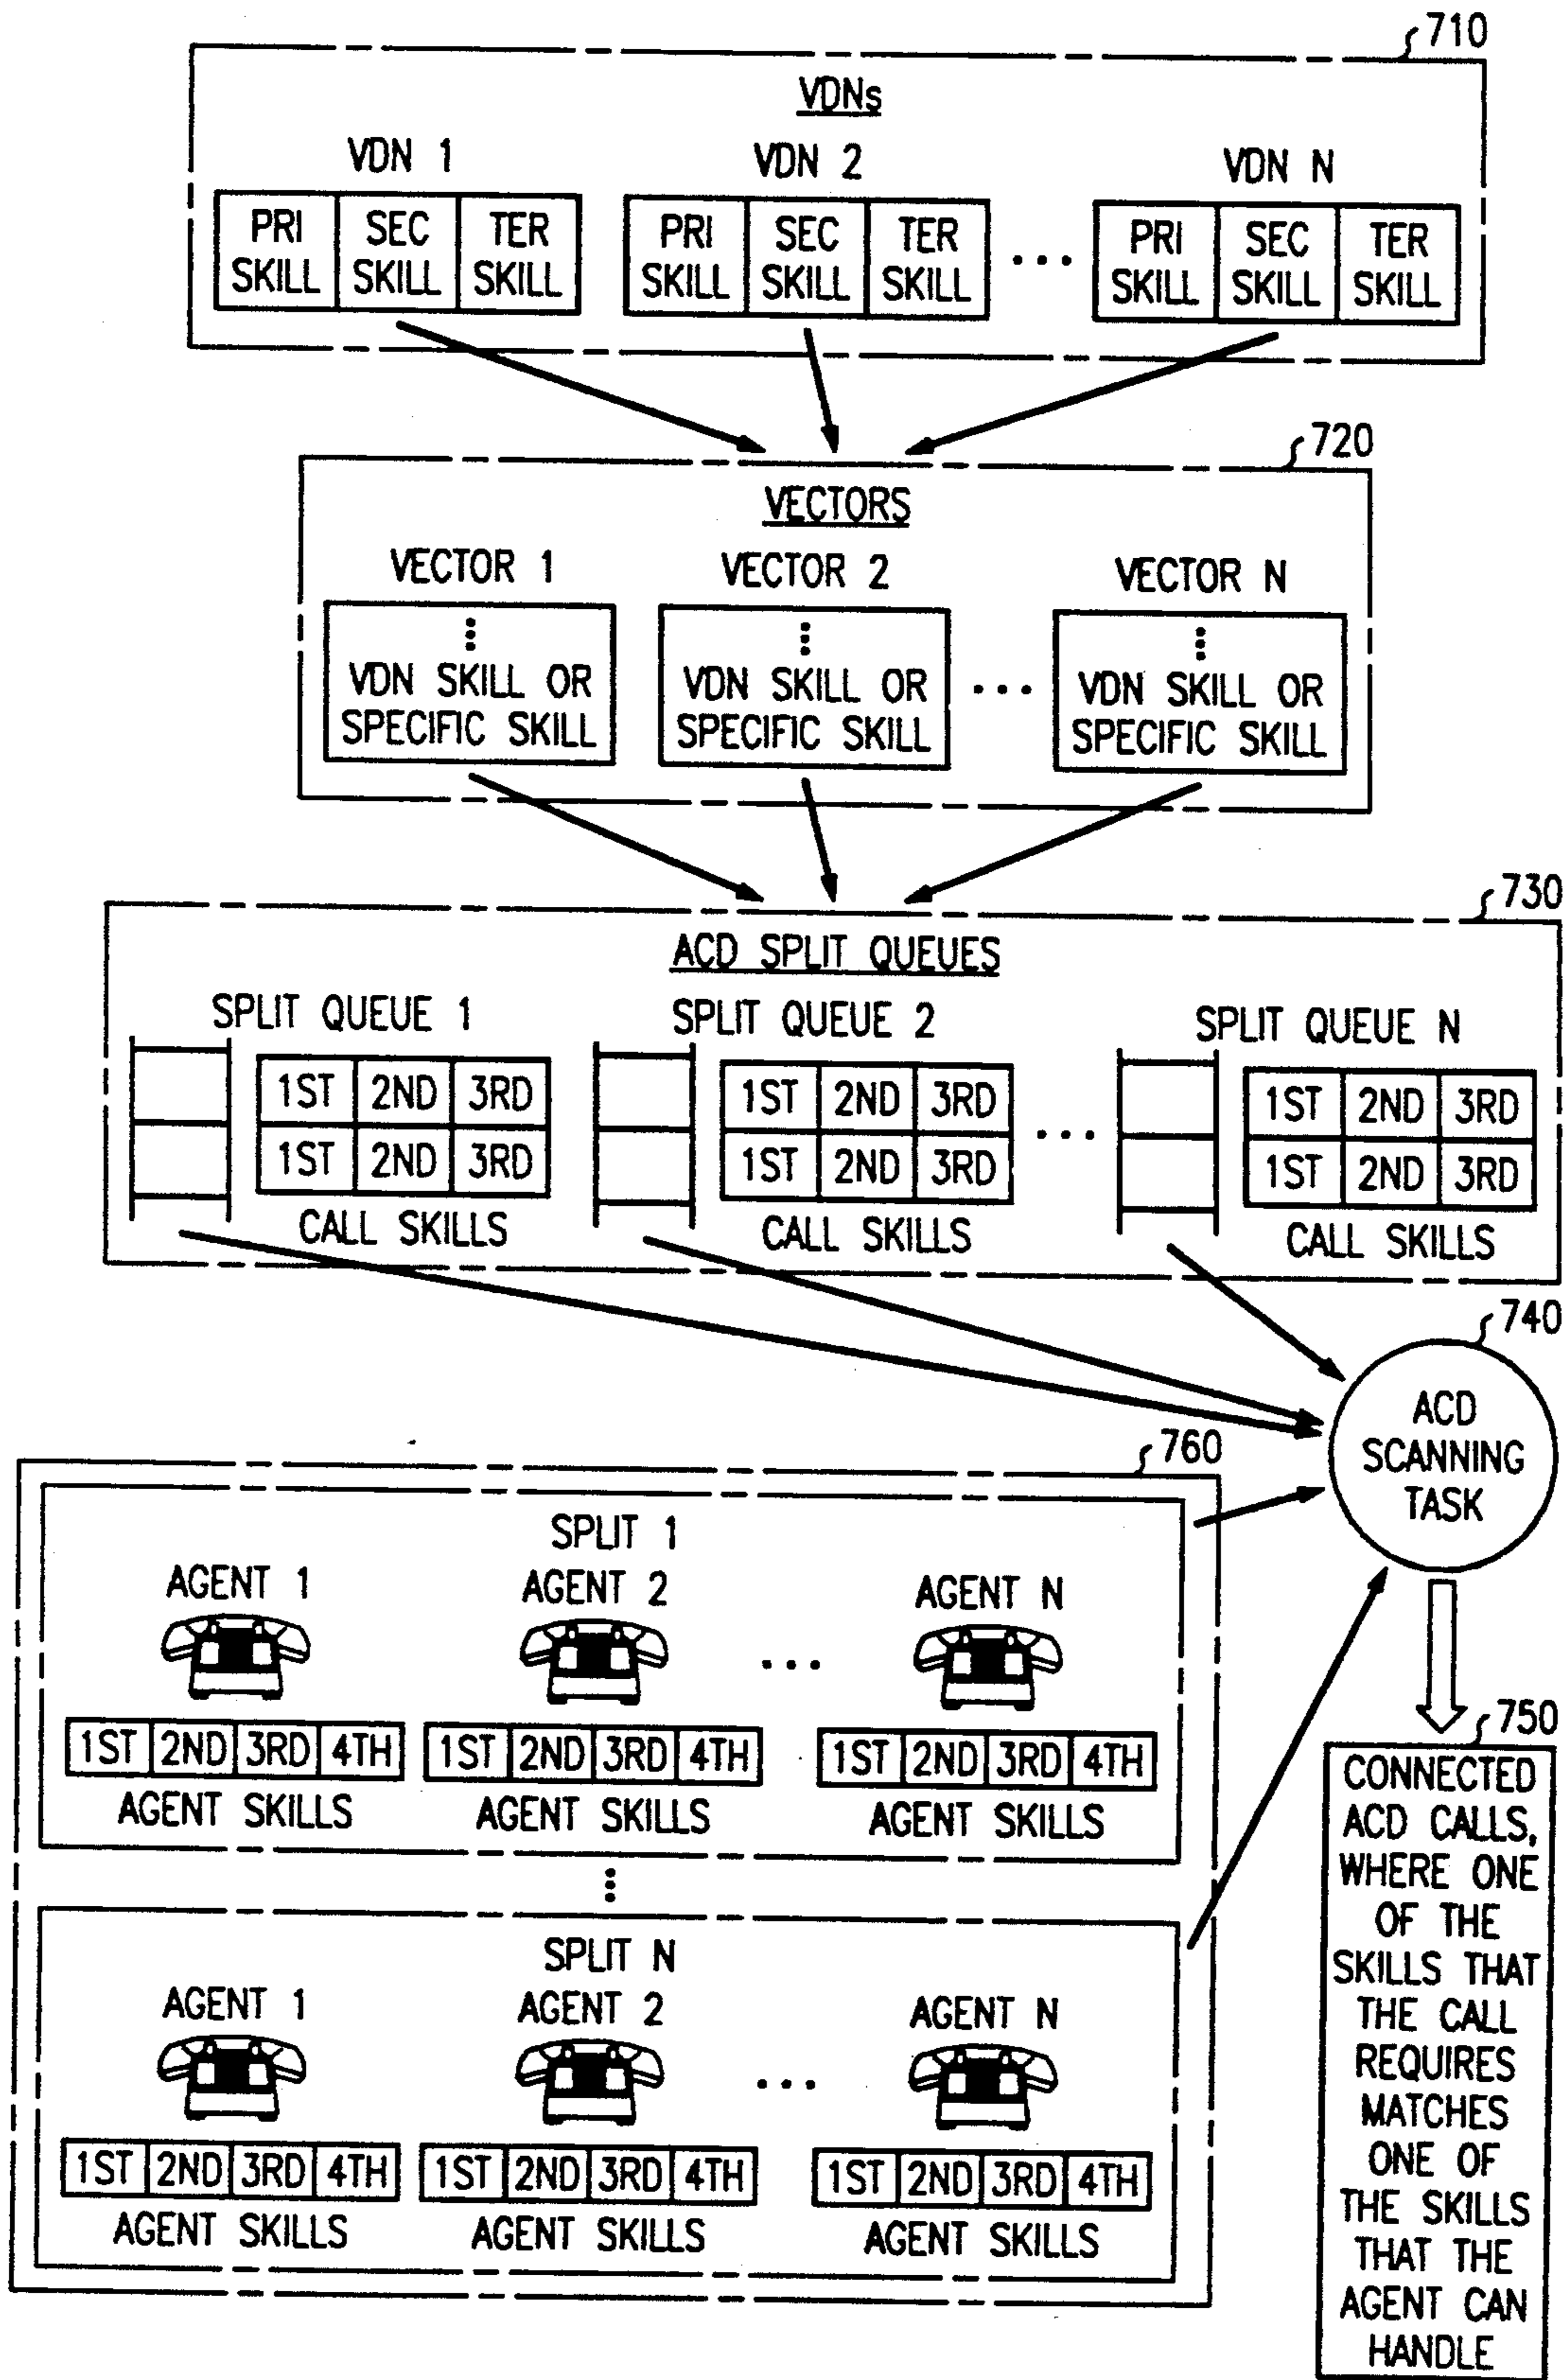 710
VDNs
VDN 1 VDN 2 VDN N
PRI SKILL SEC SKILL TER SKILL PRI SKILL SEC SKILL TER SKILL ... PRI SKILL SEC SKILL TER SKILL
720
VECTORS
VECTOR 1 VECTOR 2 VECTOR N
VDN SKILL OR SPECIFIC SKILL VDN SKILL OR SPECIFIC SKILL ... VDN SKILL OR SPECIFIC SKILL
730
ACD SPLIT QUEUES
SPLIT QUEUE 1 SPLIT QUEUE 2 SPLIT QUEUE N
1ST 2ND 3RD 1ST 2ND 3RD 1ST 2ND 3RD
1ST 2ND 3RD 1ST 2ND 3RD ... 1ST 2ND 3RD
CALL SKILLS CALL SKILLS CALL SKILLS
740
ACD
SCANNING
TASK
760
SPLIT 1
AGENT 1 AGENT 2 AGENT N
...
1ST 2ND 3RD 4TH 1ST 2ND 3RD 4TH 1ST 2ND 3RD 4TH
AGENT SKILLS AGENT SKILLS AGENT SKILLS
SPLIT N
AGENT 1 AGENT 2 AGENT N
...
1ST 2ND 3RD 4TH 1ST 2ND 3RD 4TH 1ST 2ND 3RD 4TH
AGENT SKILLS AGENT SKILLS AGENT SKILLS
750
CONNECTED
ACD CALLS,
WHERE ONE
OF THE
SKILLS THAT
THE CALL
REQUIRES
MATCHES
ONE OF
THE SKILLS
THAT THE
AGENT CAN
HANDLE